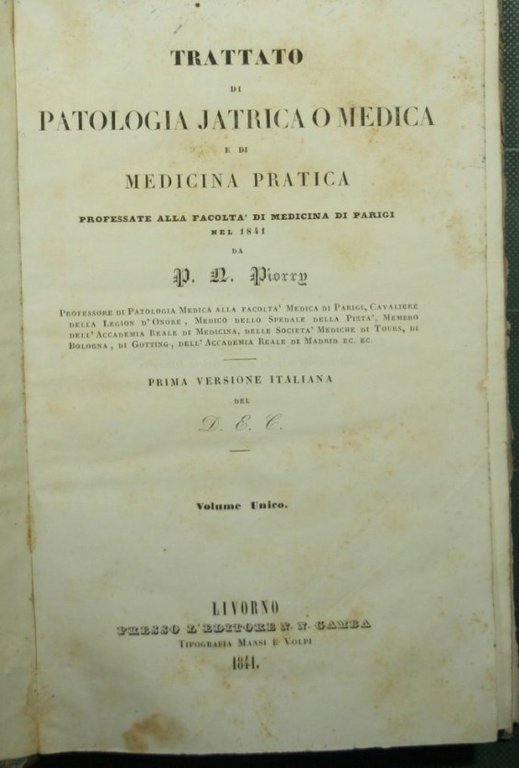 TRATTATO
DI
PATOLOGIA JATRICA O MEDICA
E DI
MEDICINA PRATICA
PROFESSATE ALLA FACOLTA' DI MEDICINA DI PARIGI
NEL 1841
DA
P. N. Piorry
PROFESSORE DI PATOLOGIA MEDICA ALLA FACOLTA' MEDICA DI PARIGI, CAVALIERE
DELLA LEGION D'ONORE, MEDICO DELLO SPEDALE DELLA PIETA', MEMBRO
DELL'ACCADEMIA REALE DI MEDICINA, DELLE SOCIETA' MEDICHE DI TOURS, DI
BOLOGNA, DI GOTTING, DELL'ACCADEMIA REALE DI MADRID EC. EC.
PRIMA VERSIONE ITALIANA
DEL
D. E. C.
Volume Unico.
LIVORNO
PRESSO L'EDITORE N. N. GAMBA
TIPOGRAFIA MANSI E VOLPI
1841.